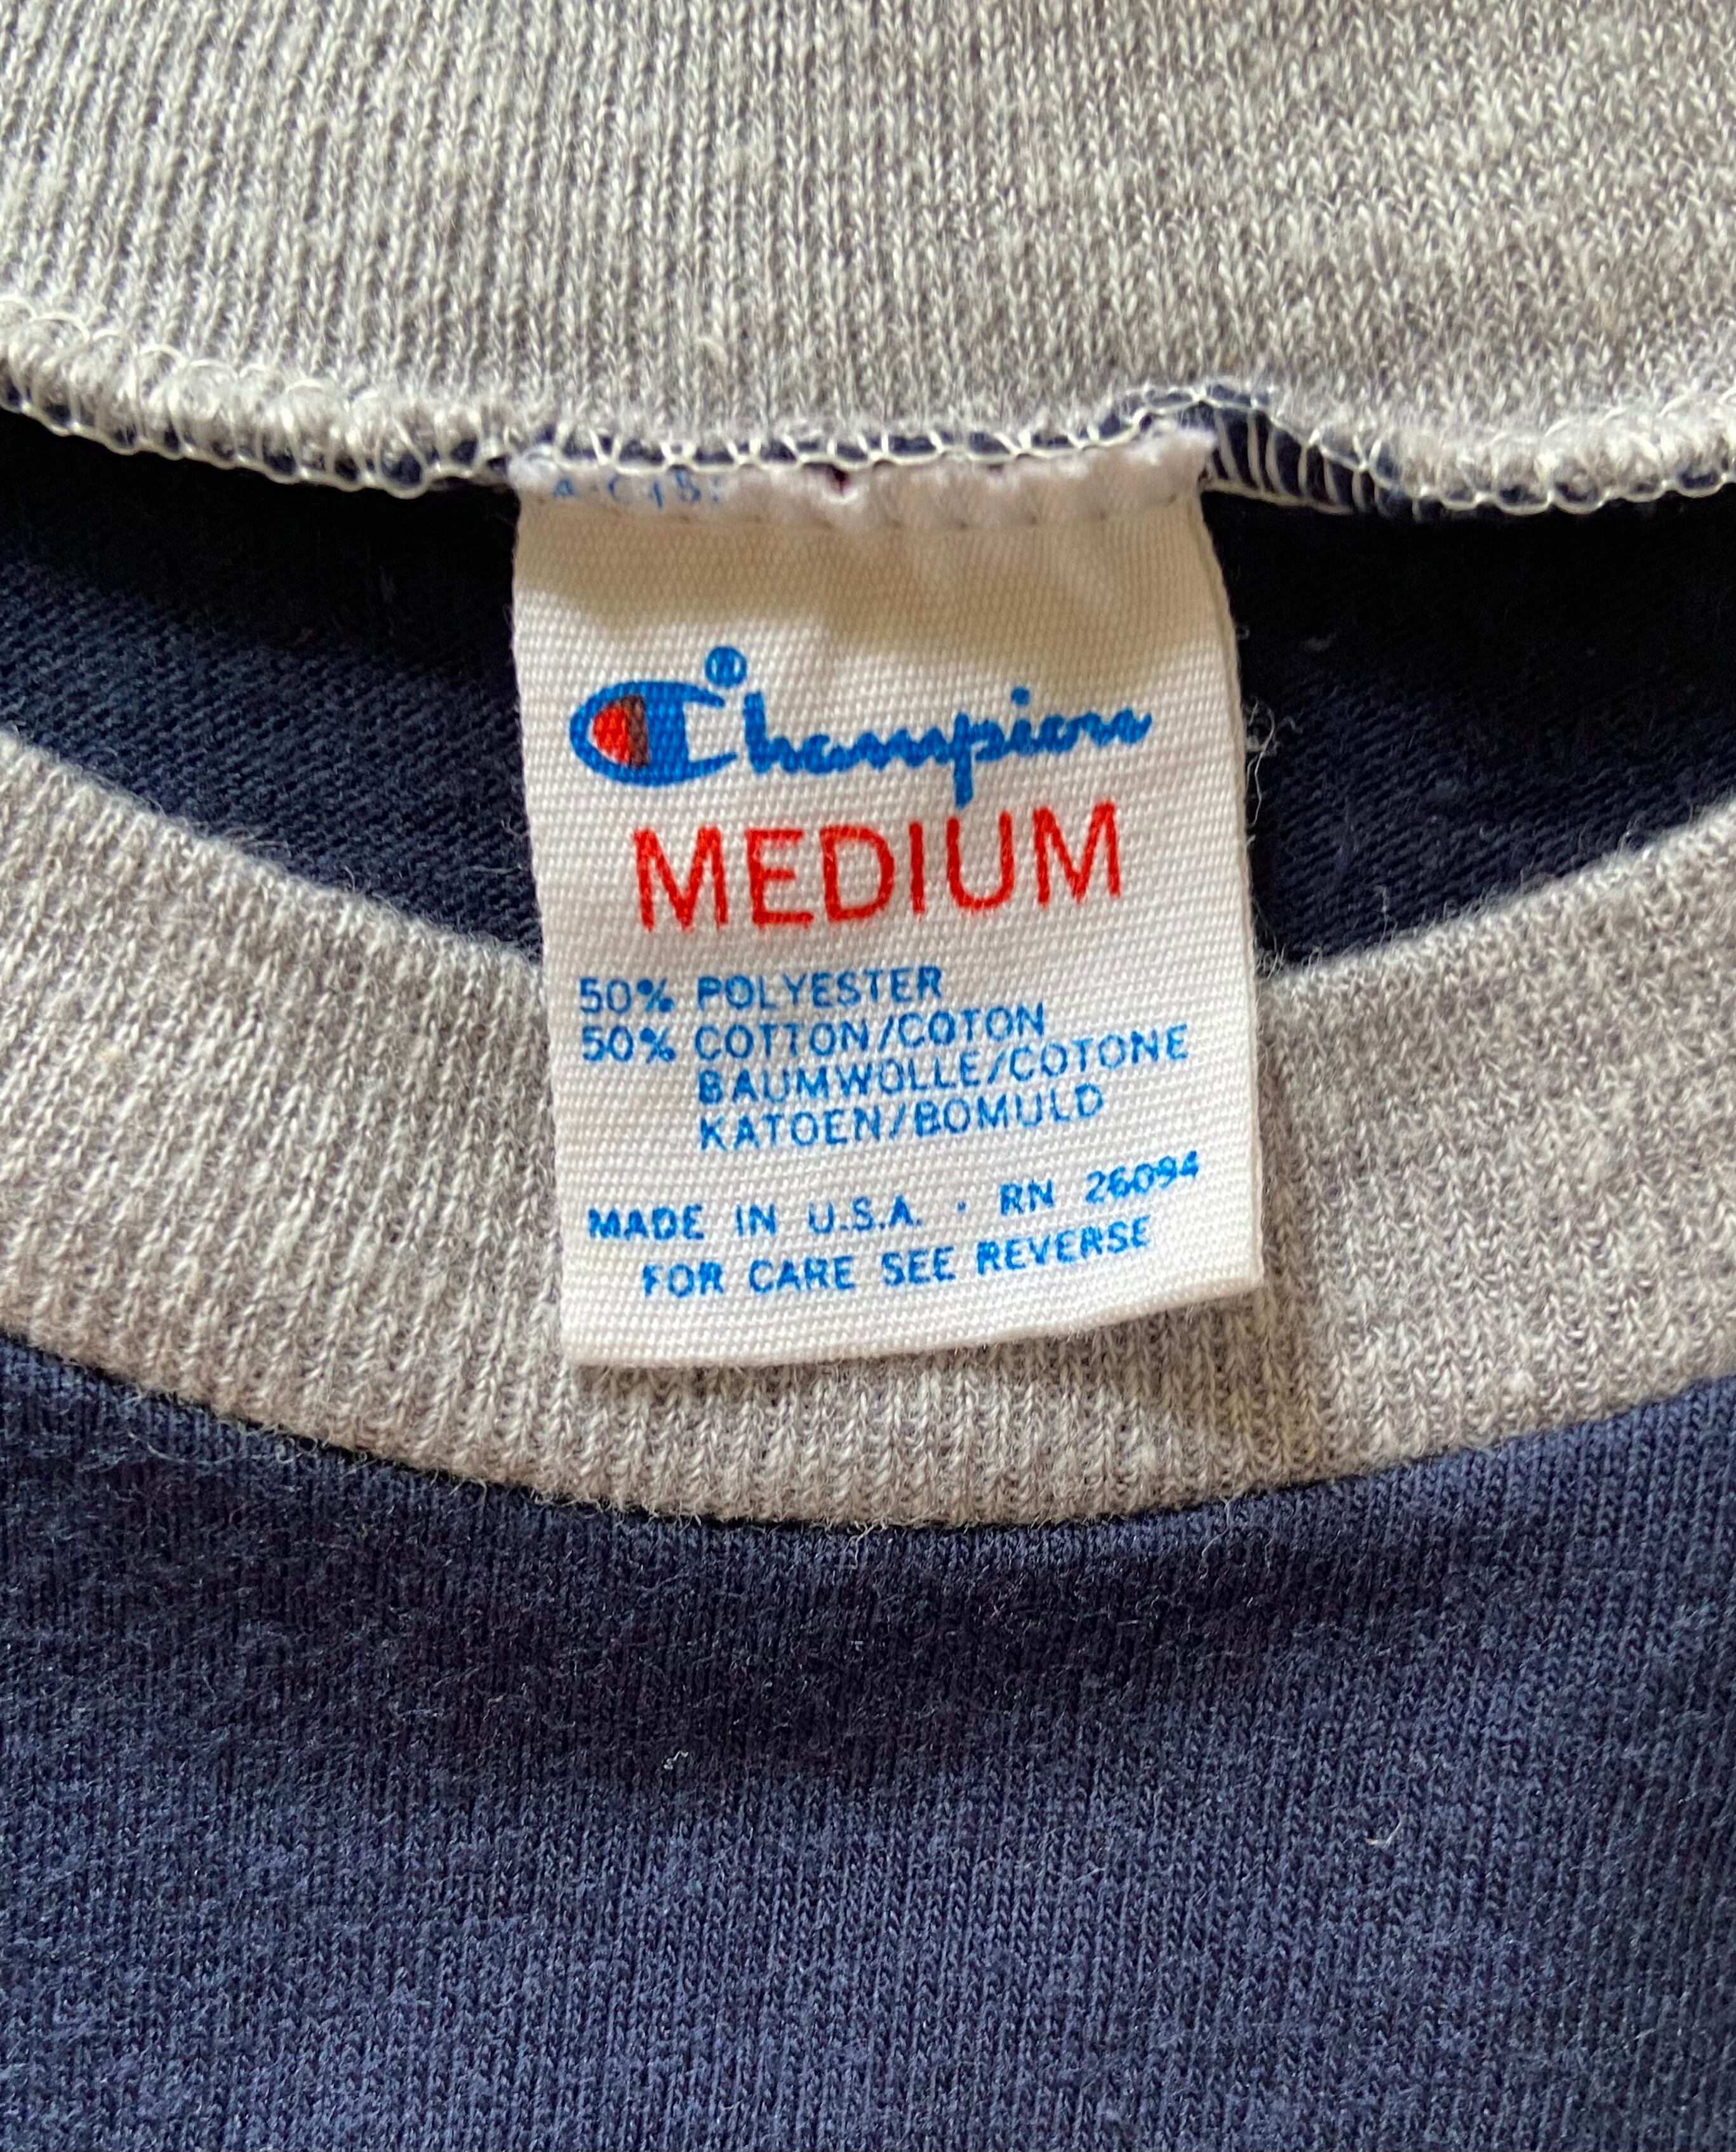 Champion®
MEDIUM
50% POLYESTER
50% COTTON/COTON
BAUMWOLLE/COTONE
KATOEN/BOMULD
MADE IN U.S.A. · RN 26094
FOR CARE SEE REVERSE